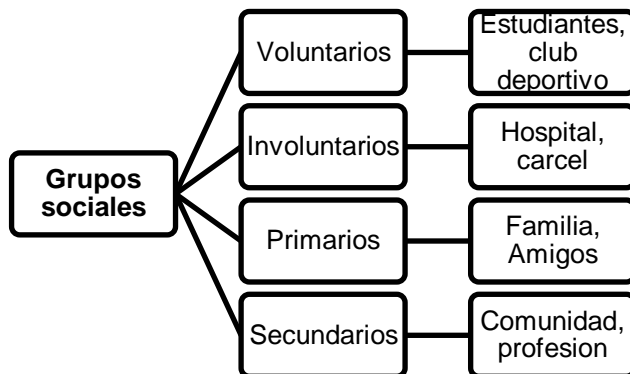 Grupos
sociales
Voluntarios
Estudiantes,
club
deportivo
Involuntarios
Hospital,
carcel
Primarios
Familia,
Amigos
Secundarios
Comunidad,
profesion